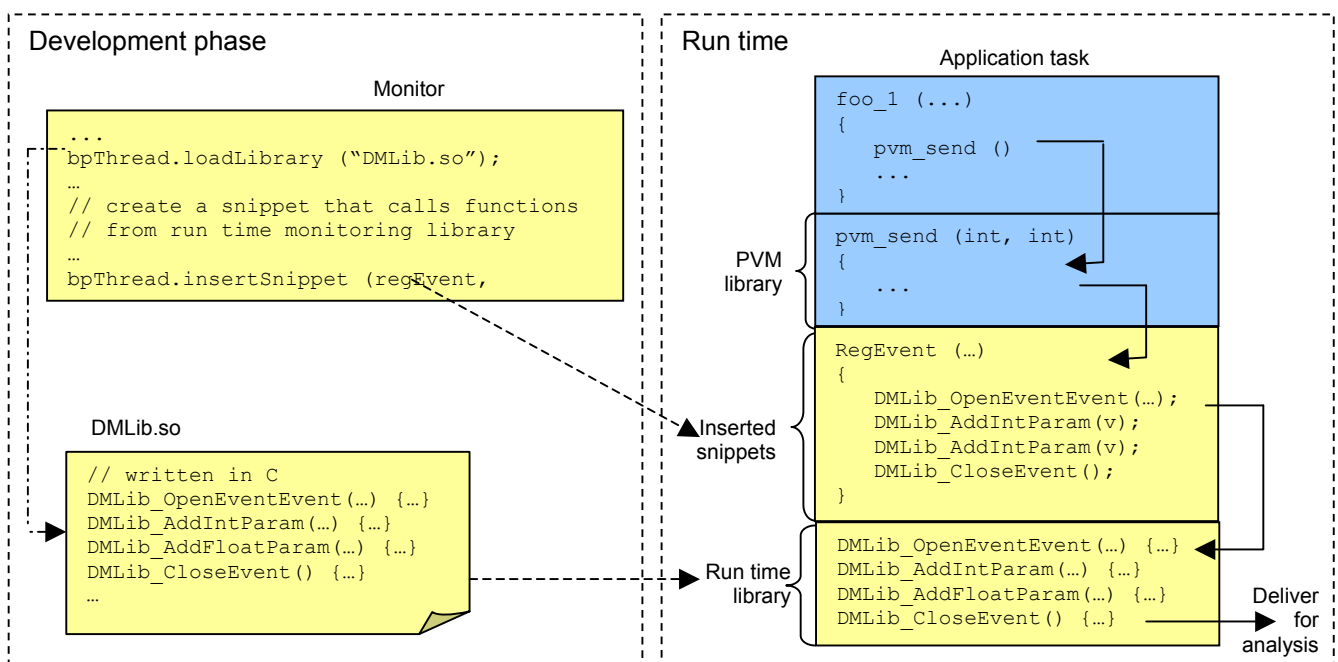 Development phase
Monitor
...
bpThread.loadLibrary (“DMLib.so”);
…
// create a snippet that calls functions
// from run time monitoring library
…
bpThread.insertSnippet (regEvent,
DMLib.so
// written in C
DMLib_OpenEventEvent(…) {…}
DMLib_AddIntParam(…) {…}
DMLib_AddFloatParam(…) {…}
DMLib_CloseEvent() {…}
…
Run time
Application task
foo_1 (...)
{
pvm_send ()
...
}
PVM
library
pvm_send (int, int)
{
...
}
Inserted
snippets
RegEvent (…)
{
DMLib_OpenEventEvent(…);
DMLib_AddIntParam(v);
DMLib_AddIntParam(v);
DMLib_CloseEvent();
}
Run time
library
DMLib_OpenEventEvent(…) {…}
DMLib_AddIntParam(…) {…}
DMLib_AddFloatParam(…) {…}
DMLib_CloseEvent() {…}
Deliver
for
analysis